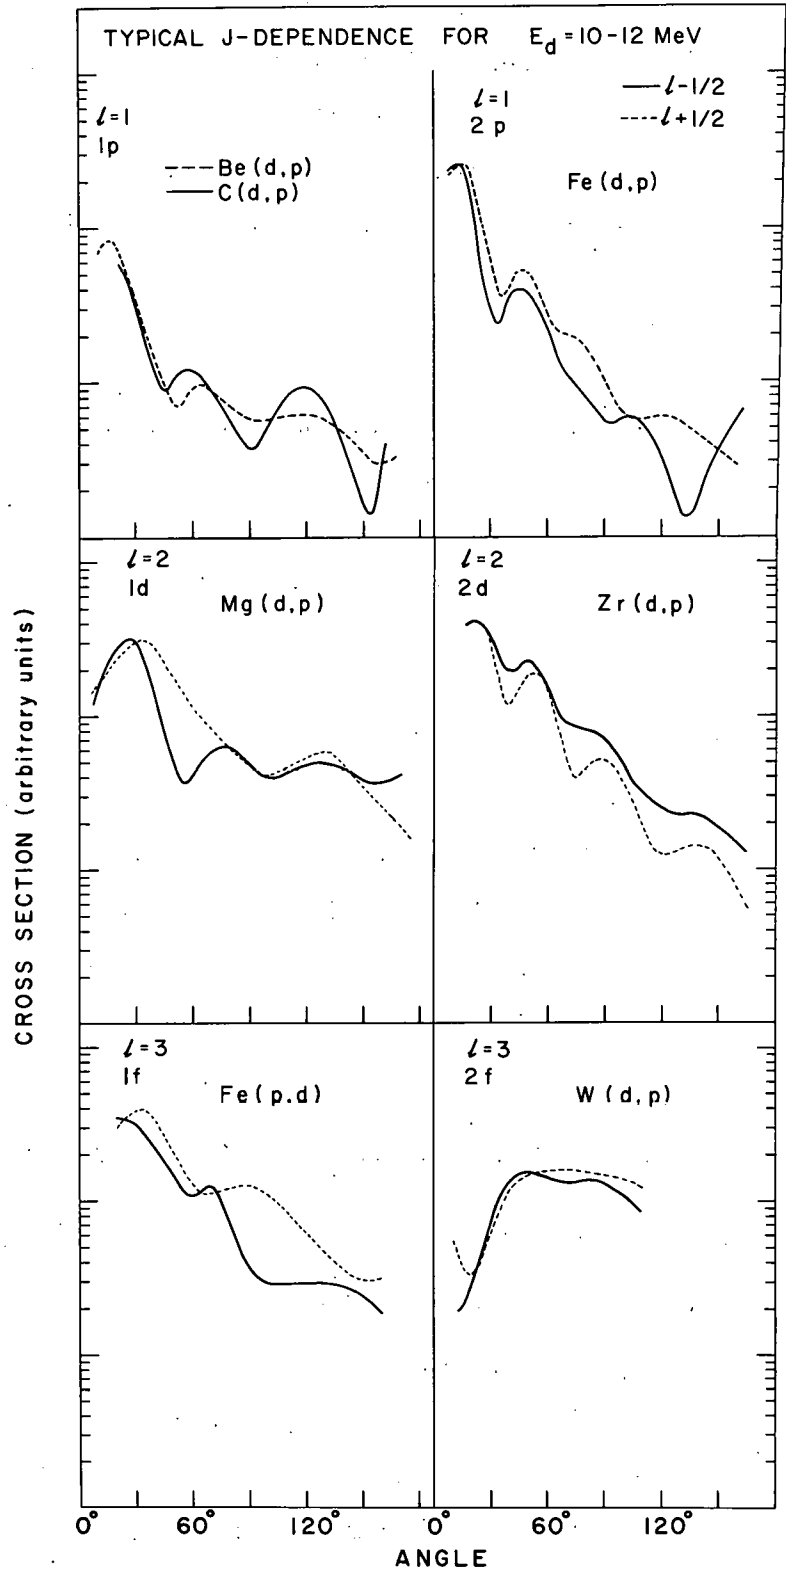 TYPICAL J-DEPENDENCE FOR E_d = 10-12 MeV
ℓ=1
1p
---Be(d,p)
—C(d,p)
ℓ=1
2p
—ℓ-1/2
----ℓ+1/2
Fe(d,p)
ℓ=2
1d
Mg(d,p)
ℓ=2
2d
Zr(d,p)
ℓ=3
1f
Fe(p.d)
ℓ=3
2f
W(d,p)
CROSS SECTION (arbitrary units)
0° 60° 120° 0° 60° 120°
ANGLE